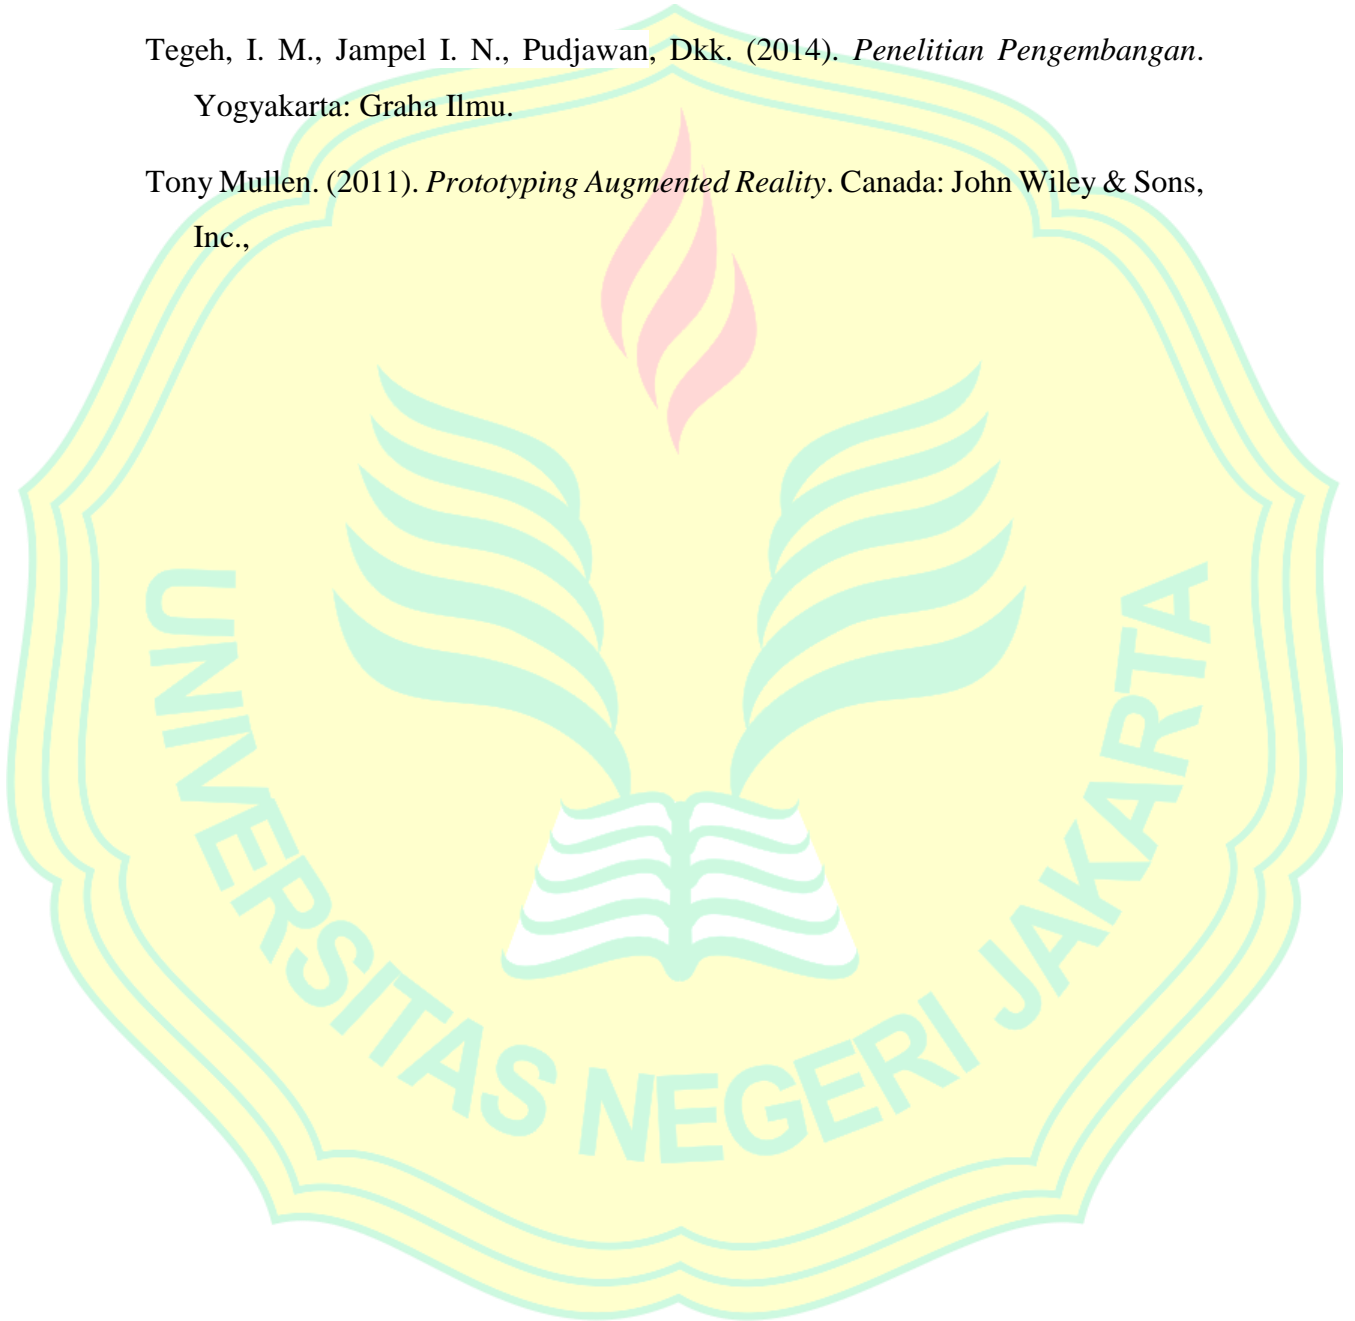 Tegeh, I. M., Jampel I. N., Pudjawan, Dkk. (2014). Penelitian Pengembangan.
Yogyakarta: Graha Ilmu.
Tony Mullen. (2011). Prototyping Augmented Reality. Canada: John Wiley & Sons,
Inc.,
UNIVERSITAS NEGERI JAKARTA